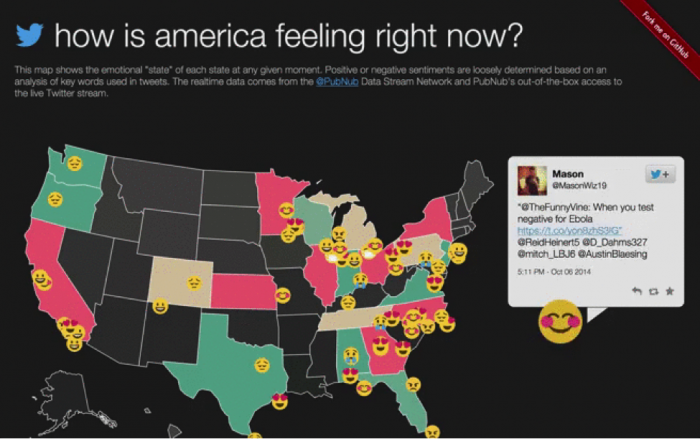 how is america feeling right now?
Fork me on GitHub
This map shows the emotional "state" of each state at any given moment. Positive or negative sentiments are loosely determined based on an
analysis of key words used in tweets. The realtime data comes from the @PubNub Data Stream Network and PubNub's out-of-the-box access to
the live Twitter stream.
Mason
@MasonWiz19
"@TheFunnyVine: When you test
negative for Ebola
@ReidHeinert5 @D_Dahms327
@mitch_LBJ6 @AustinBlaesing
5:11 PM - Oct 06 2014